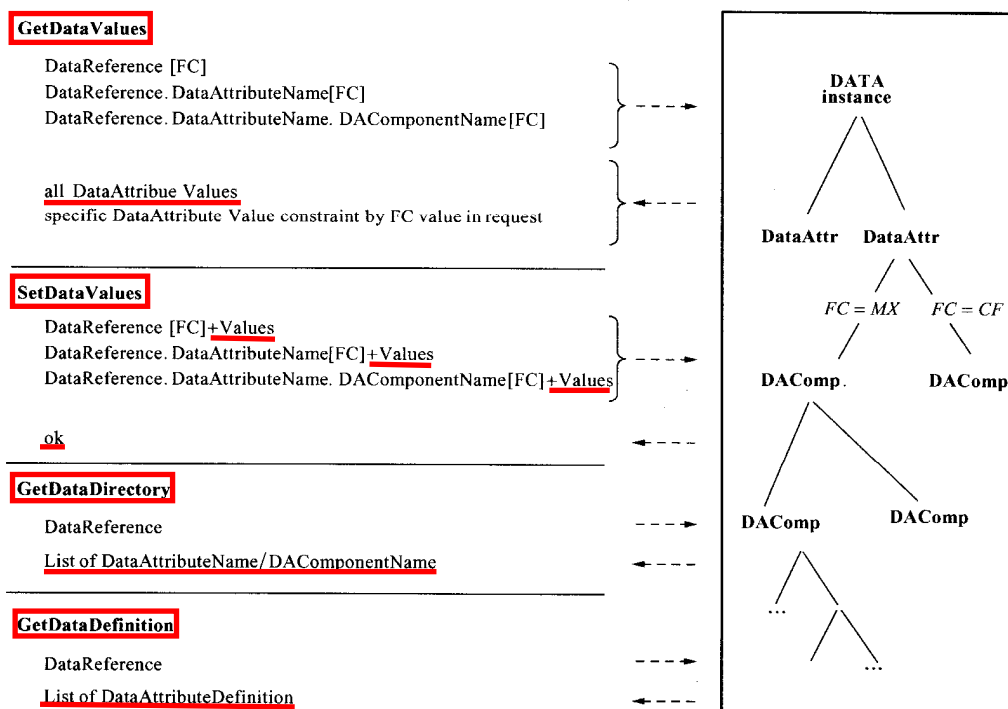 GetDataValues
DataReference [FC]
DataReference. DataAttributeName[FC]
DataReference. DataAttributeName. DAComponentName[FC]
all DataAttribue Values
specific DataAttribute Value constraint by FC value in request
SetDataValues
DataReference [FC]+Values
DataReference. DataAttributeName[FC]+Values
DataReference. DataAttributeName. DAComponentName[FC]+Values
ok
GetDataDirectory
DataReference
List of DataAttributeName/DAComponentName
GetDataDefinition
DataReference
List of DataAttributeDefinition
DATA
instance
DataAttr DataAttr
FC = MX FC = CF
DAComp. DAComp
DAComp DAComp
...
...